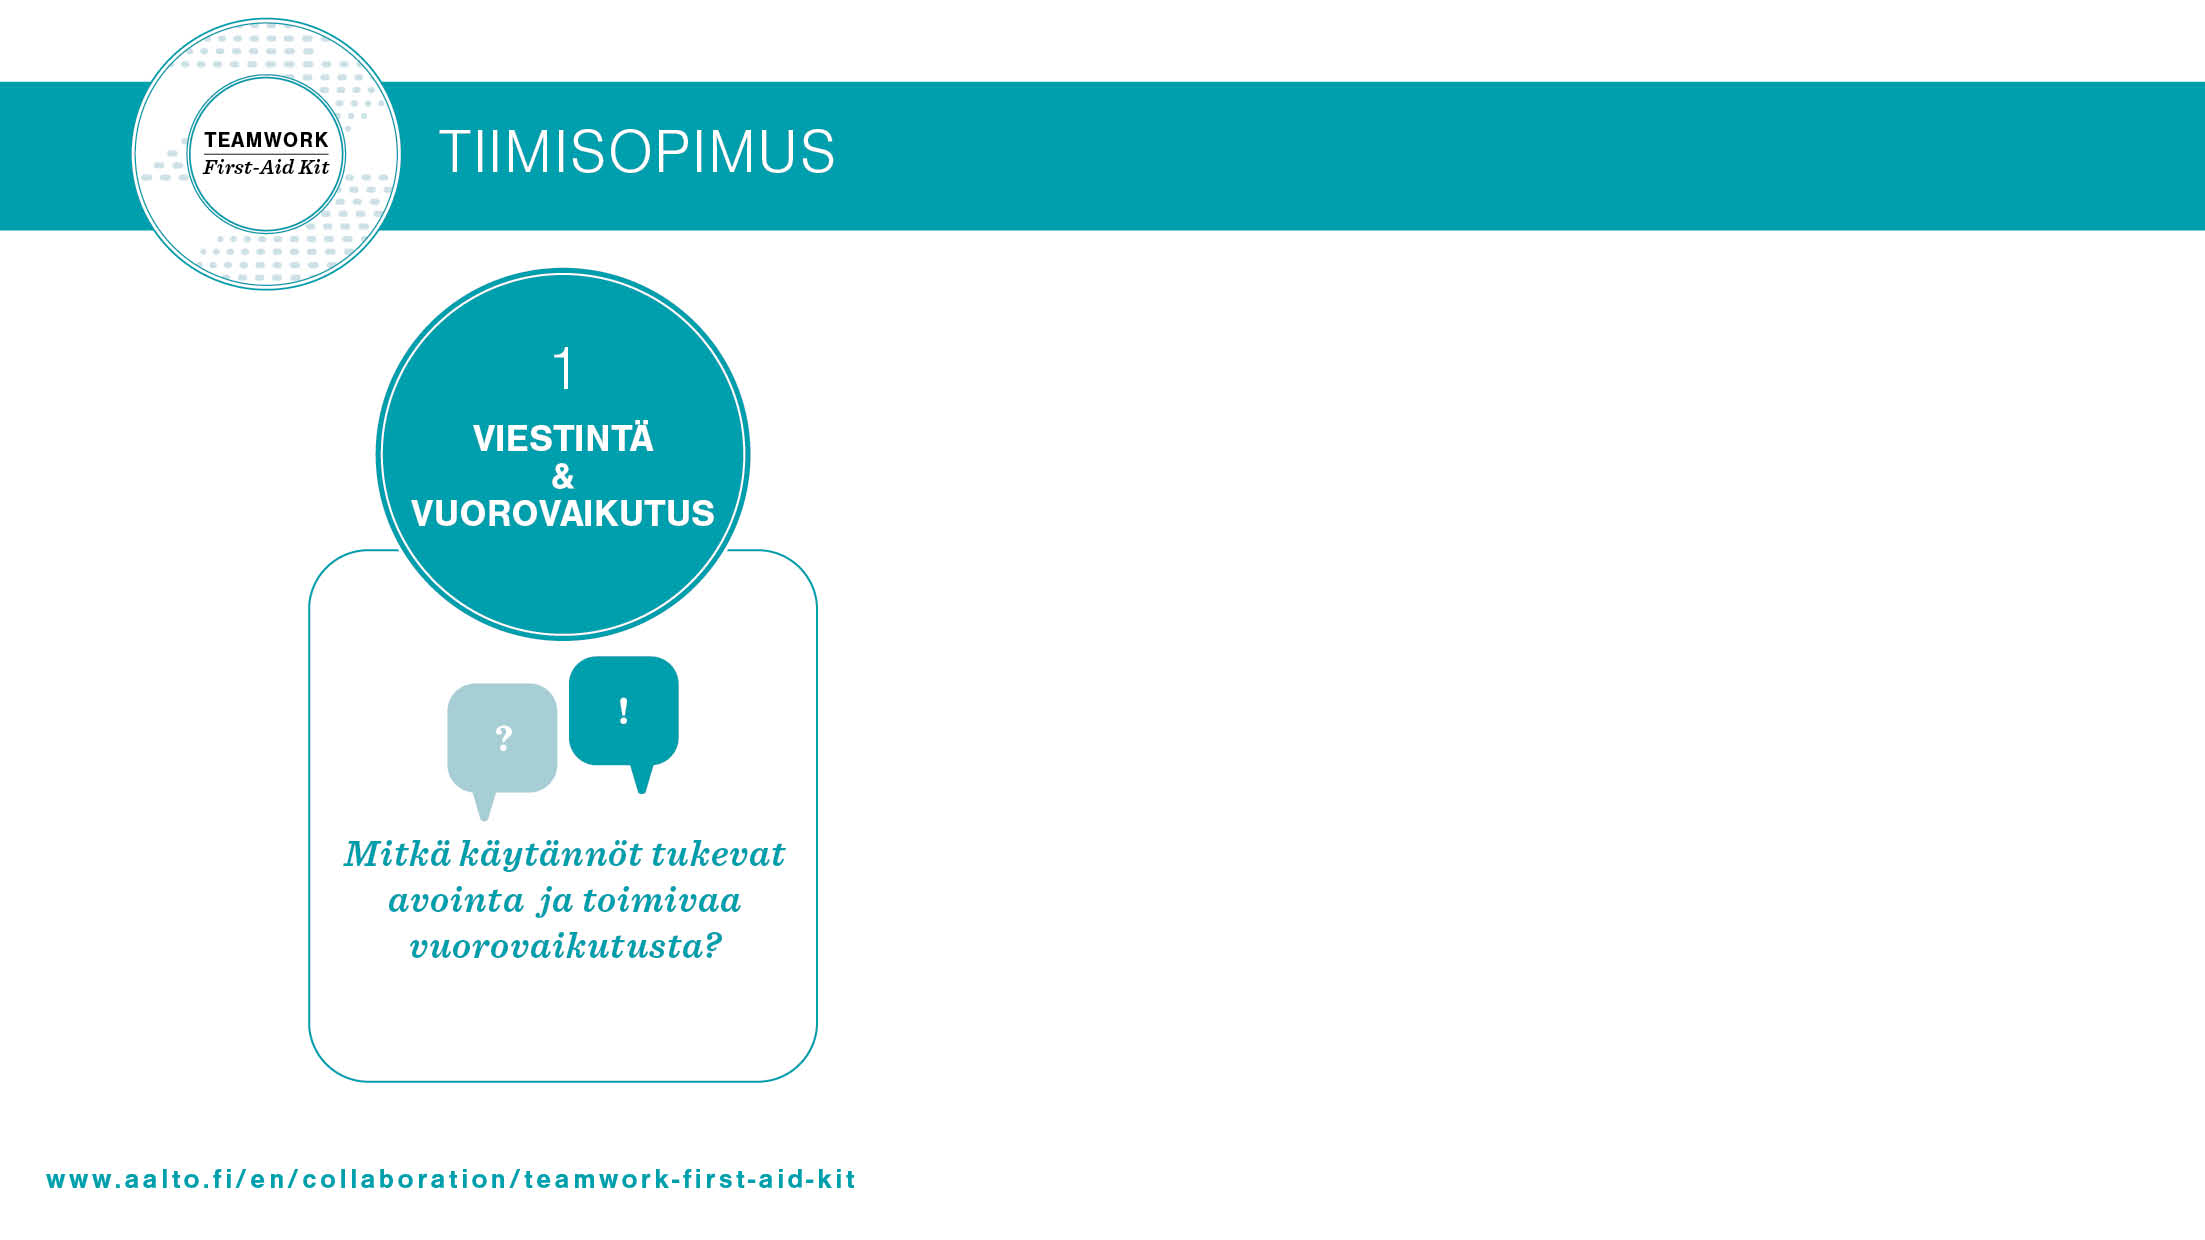 TEAMWORK
First-Aid Kit
TIIMISOPIMUS
1
VIESTINTÄ
&
VUOROVAIKUTUS
?
!
Mitkä käytännöt tukevat
avointa ja toimivaa
vuorovaikutusta?
www.aalto.fi/en/collaboration/teamwork-first-aid-kit